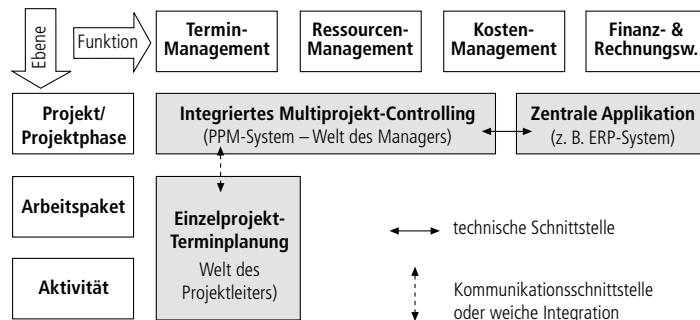 Ebene
Funktion
Termin-
Management
Ressourcen-
Management
Kosten-
Management
Finanz- &
Rechnungsw.
Projekt/
Projektphase
Integriertes Multiprojekt-Controlling
(PPM-System – Welt des Managers)
Zentrale Applikation
(z. B. ERP-System)
Arbeitspaket
Einzelprojekt-
Terminplanung
Welt des
Projektleiters)
technische Schnittstelle
Aktivität
Kommunikationsschnittstelle
oder weiche Integration